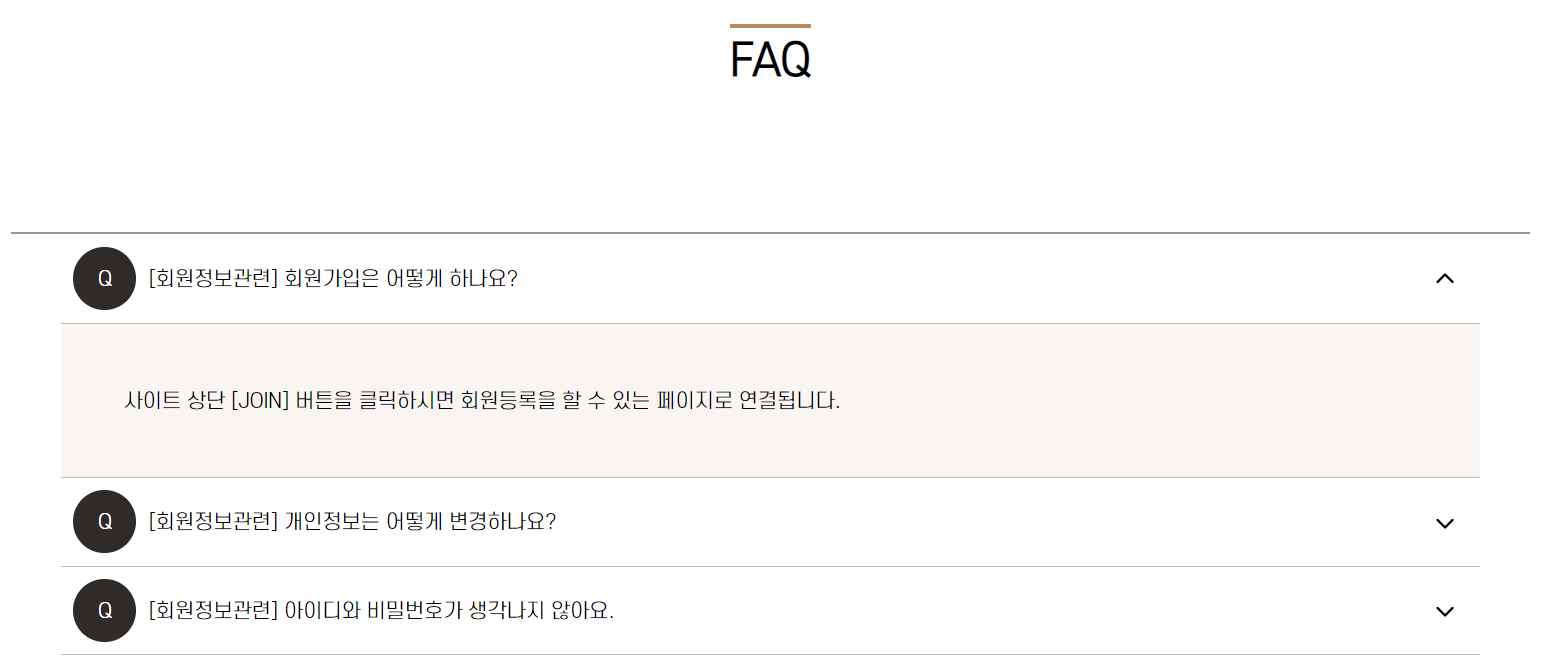 FAQ
Q [회원정보관련] 회원가입은 어떻게 하나요?
사이트 상단 [JOIN] 버튼을 클릭하시면 회원등록을 할 수 있는 페이지로 연결됩니다.
Q [회원정보관련] 개인정보는 어떻게 변경하나요?
Q [회원정보관련] 아이디와 비밀번호가 생각나지 않아요.